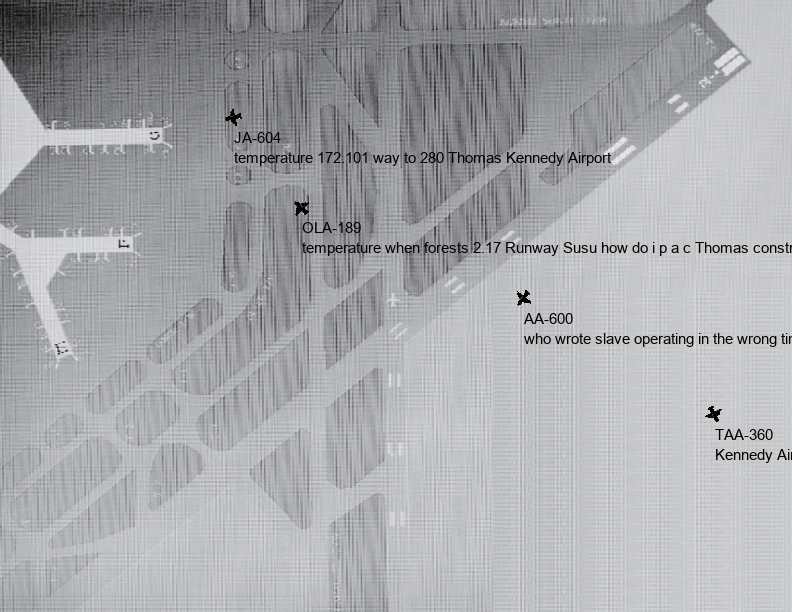 JA-604
temperature 172.101 way to 280 Thomas Kennedy Airport
OLA-189
temperature when forests 2.17 Runway Susu how do i p a c Thomas constr
AA-600
who wrote slave operating in the wrong tin
TAA-360
Kennedy Air